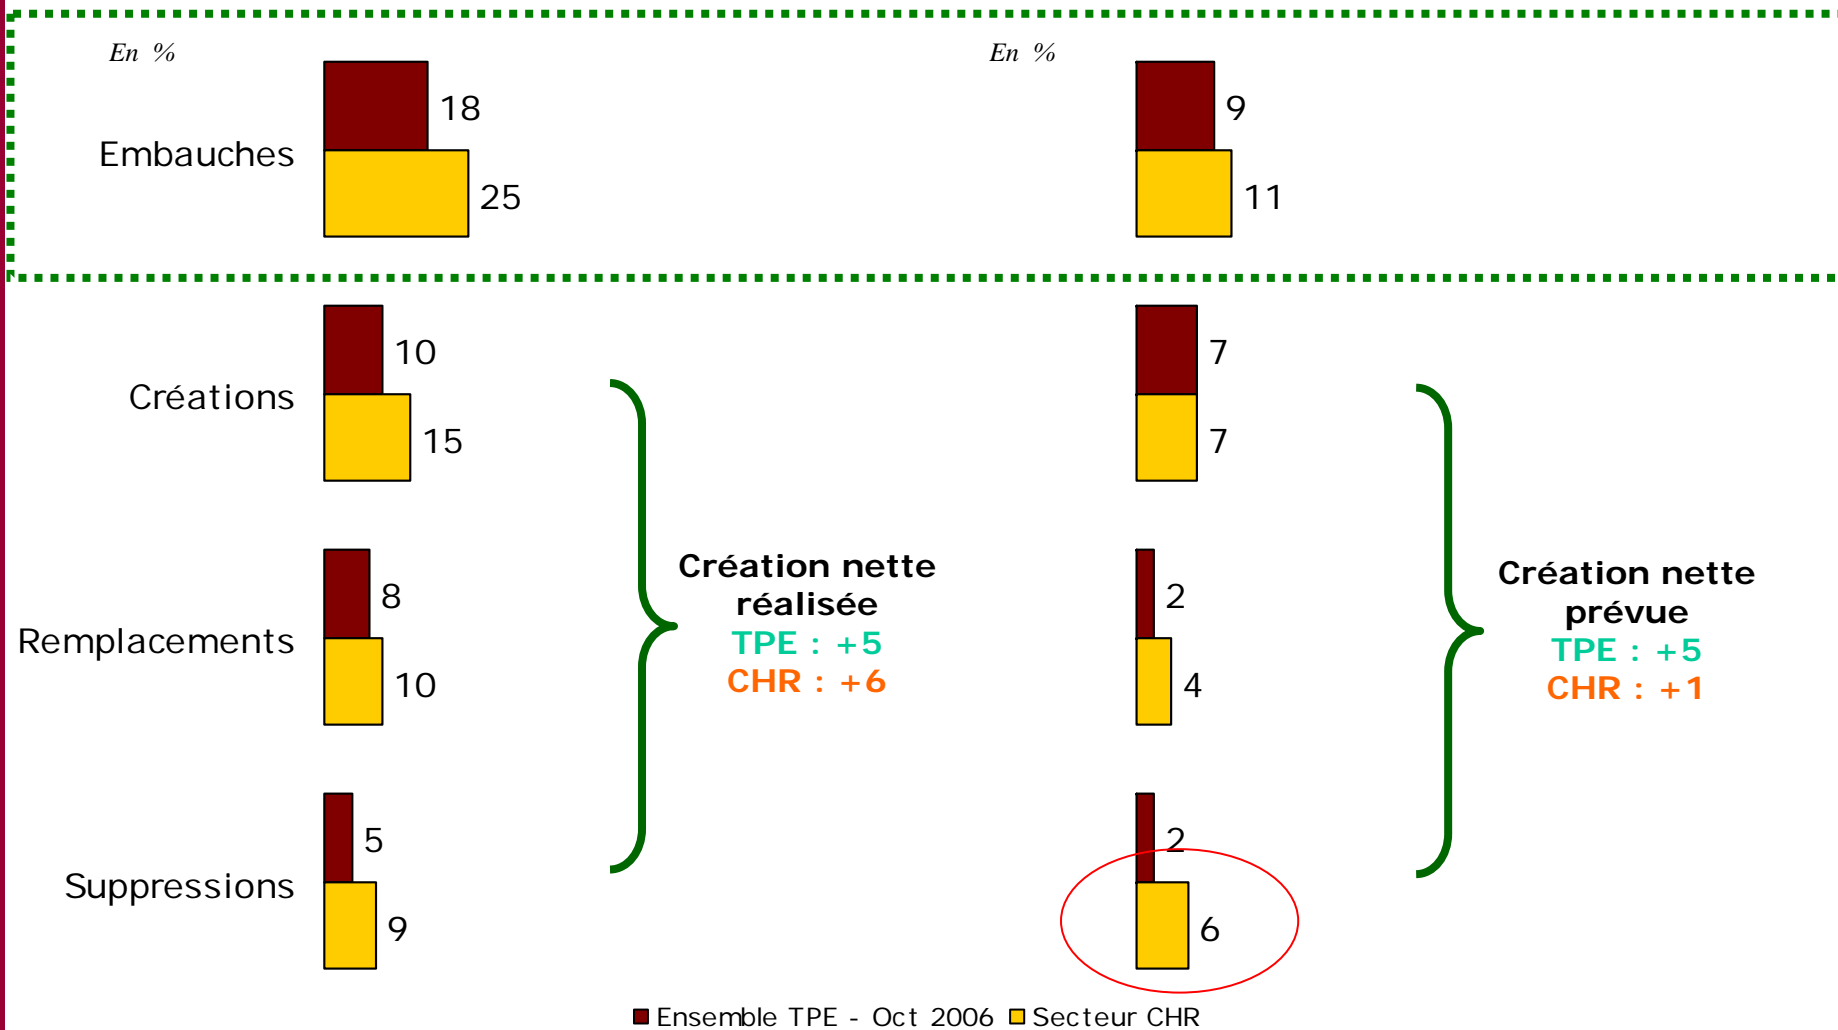 En %
En %
18
9
Embauches
25
11
10
7
Créations
15
7
8
2
Remplacements
10
4
Création nette
réalisée
TPE : +5
CHR : +6
Création nette
prévue
TPE : +5
CHR : +1
5
2
Suppressions
9
6
Ensemble TPE - Oct 2006
Secteur CHR